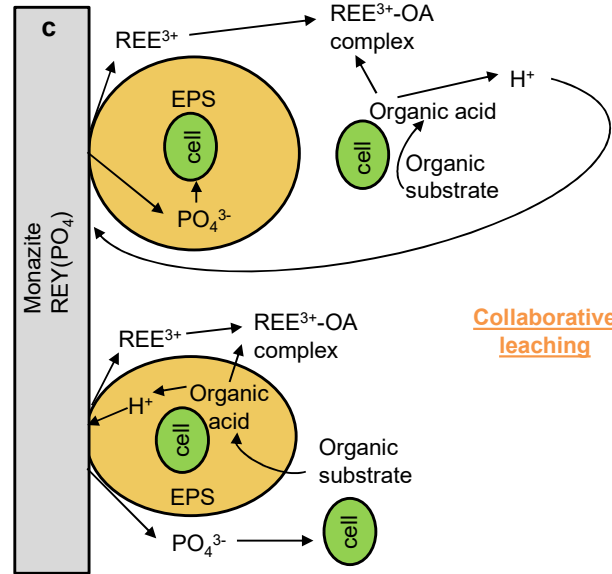 c
REE³⁺
REE³⁺-OA
complex
H⁺
EPS
cell
Organic acid
cell
Organic
substrate
PO₄³⁻
Monazite
REY(PO₄)
Collaborative
leaching
REE³⁺
REE³⁺-OA
complex
H⁺
Organic
acid
cell
EPS
Organic
substrate
PO₄³⁻
cell